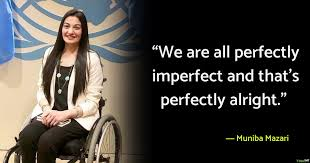 “We are all perfectly
imperfect and that’s
perfectly alright.”
— Muniba Mazari